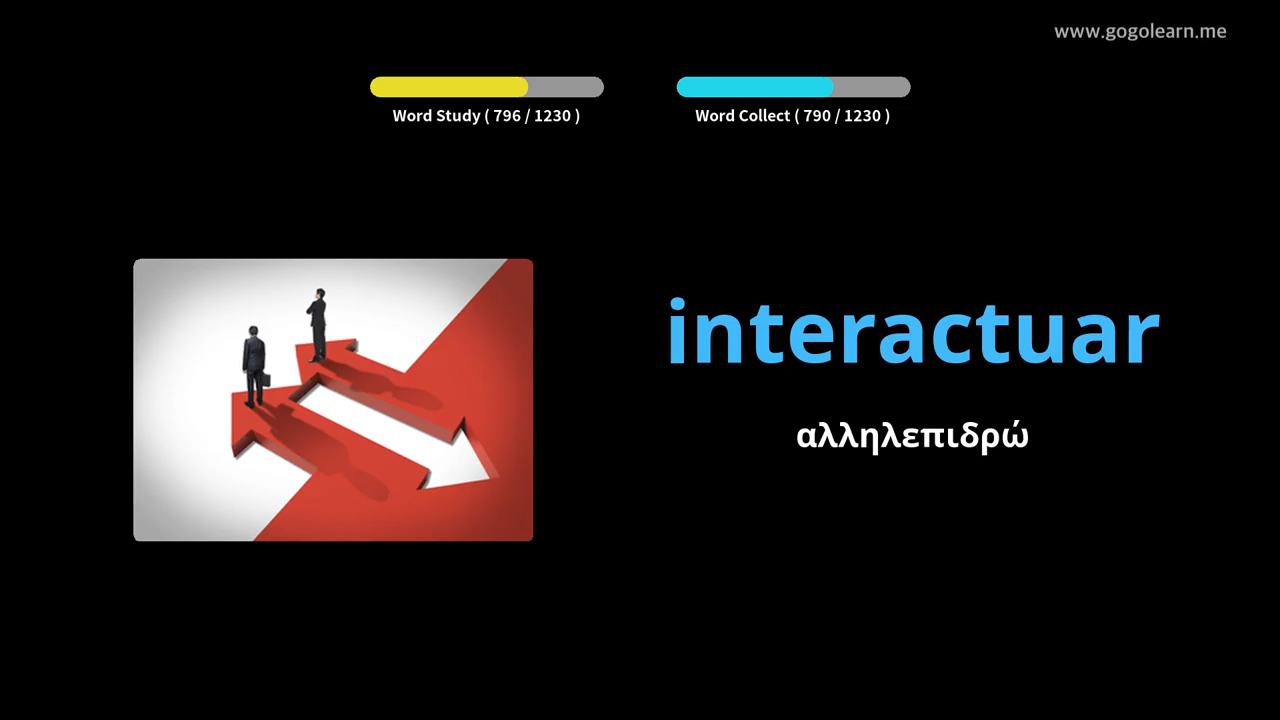 www.gogolearn.me
Word Study ( 796 / 1230 )
Word Collect ( 790 / 1230 )
interactuar
αλληλεπιδρώ